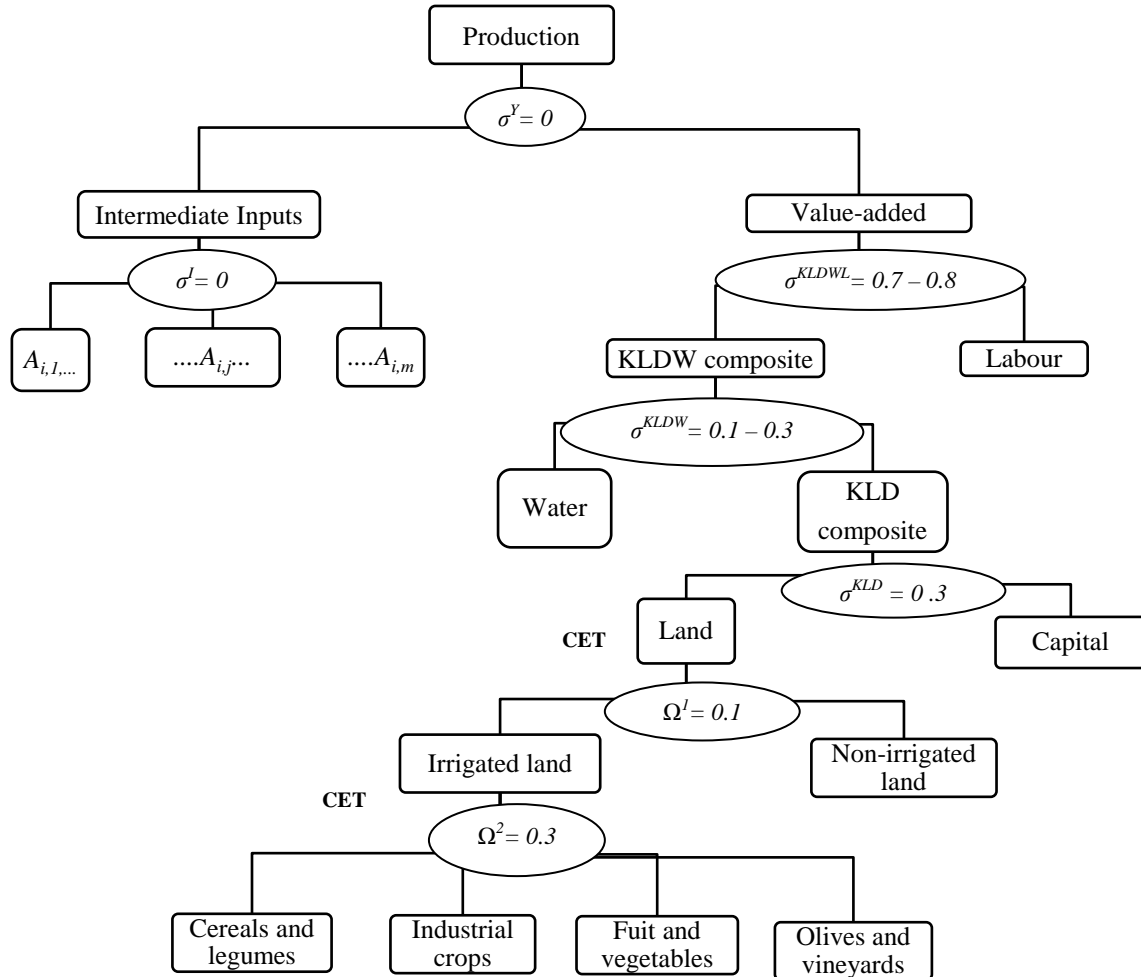 Production
σ^Y = 0
Intermediate Inputs
Value-added
σ^I = 0
σ^KLDWL = 0.7 – 0.8
A_i,1,...
....A_i,j...
....A_i,m
KLDW composite
Labour
σ^KLDW = 0.1 – 0.3
Water
KLD
composite
σ^KLD = 0 .3
Land
Capital
CET
Ω^1 = 0.1
Irrigated land
Non-irrigated
land
CET
Ω^2 = 0.3
Cereals and
legumes
Industrial
crops
Fuit and
vegetables
Olives and
vineyards